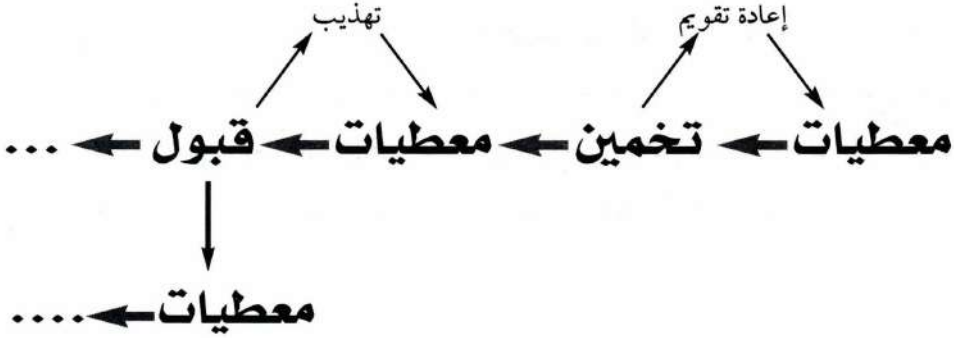 إعادة تقويم تهذيب
معطيات تخمين معطيات قبول ...
معطيات ....